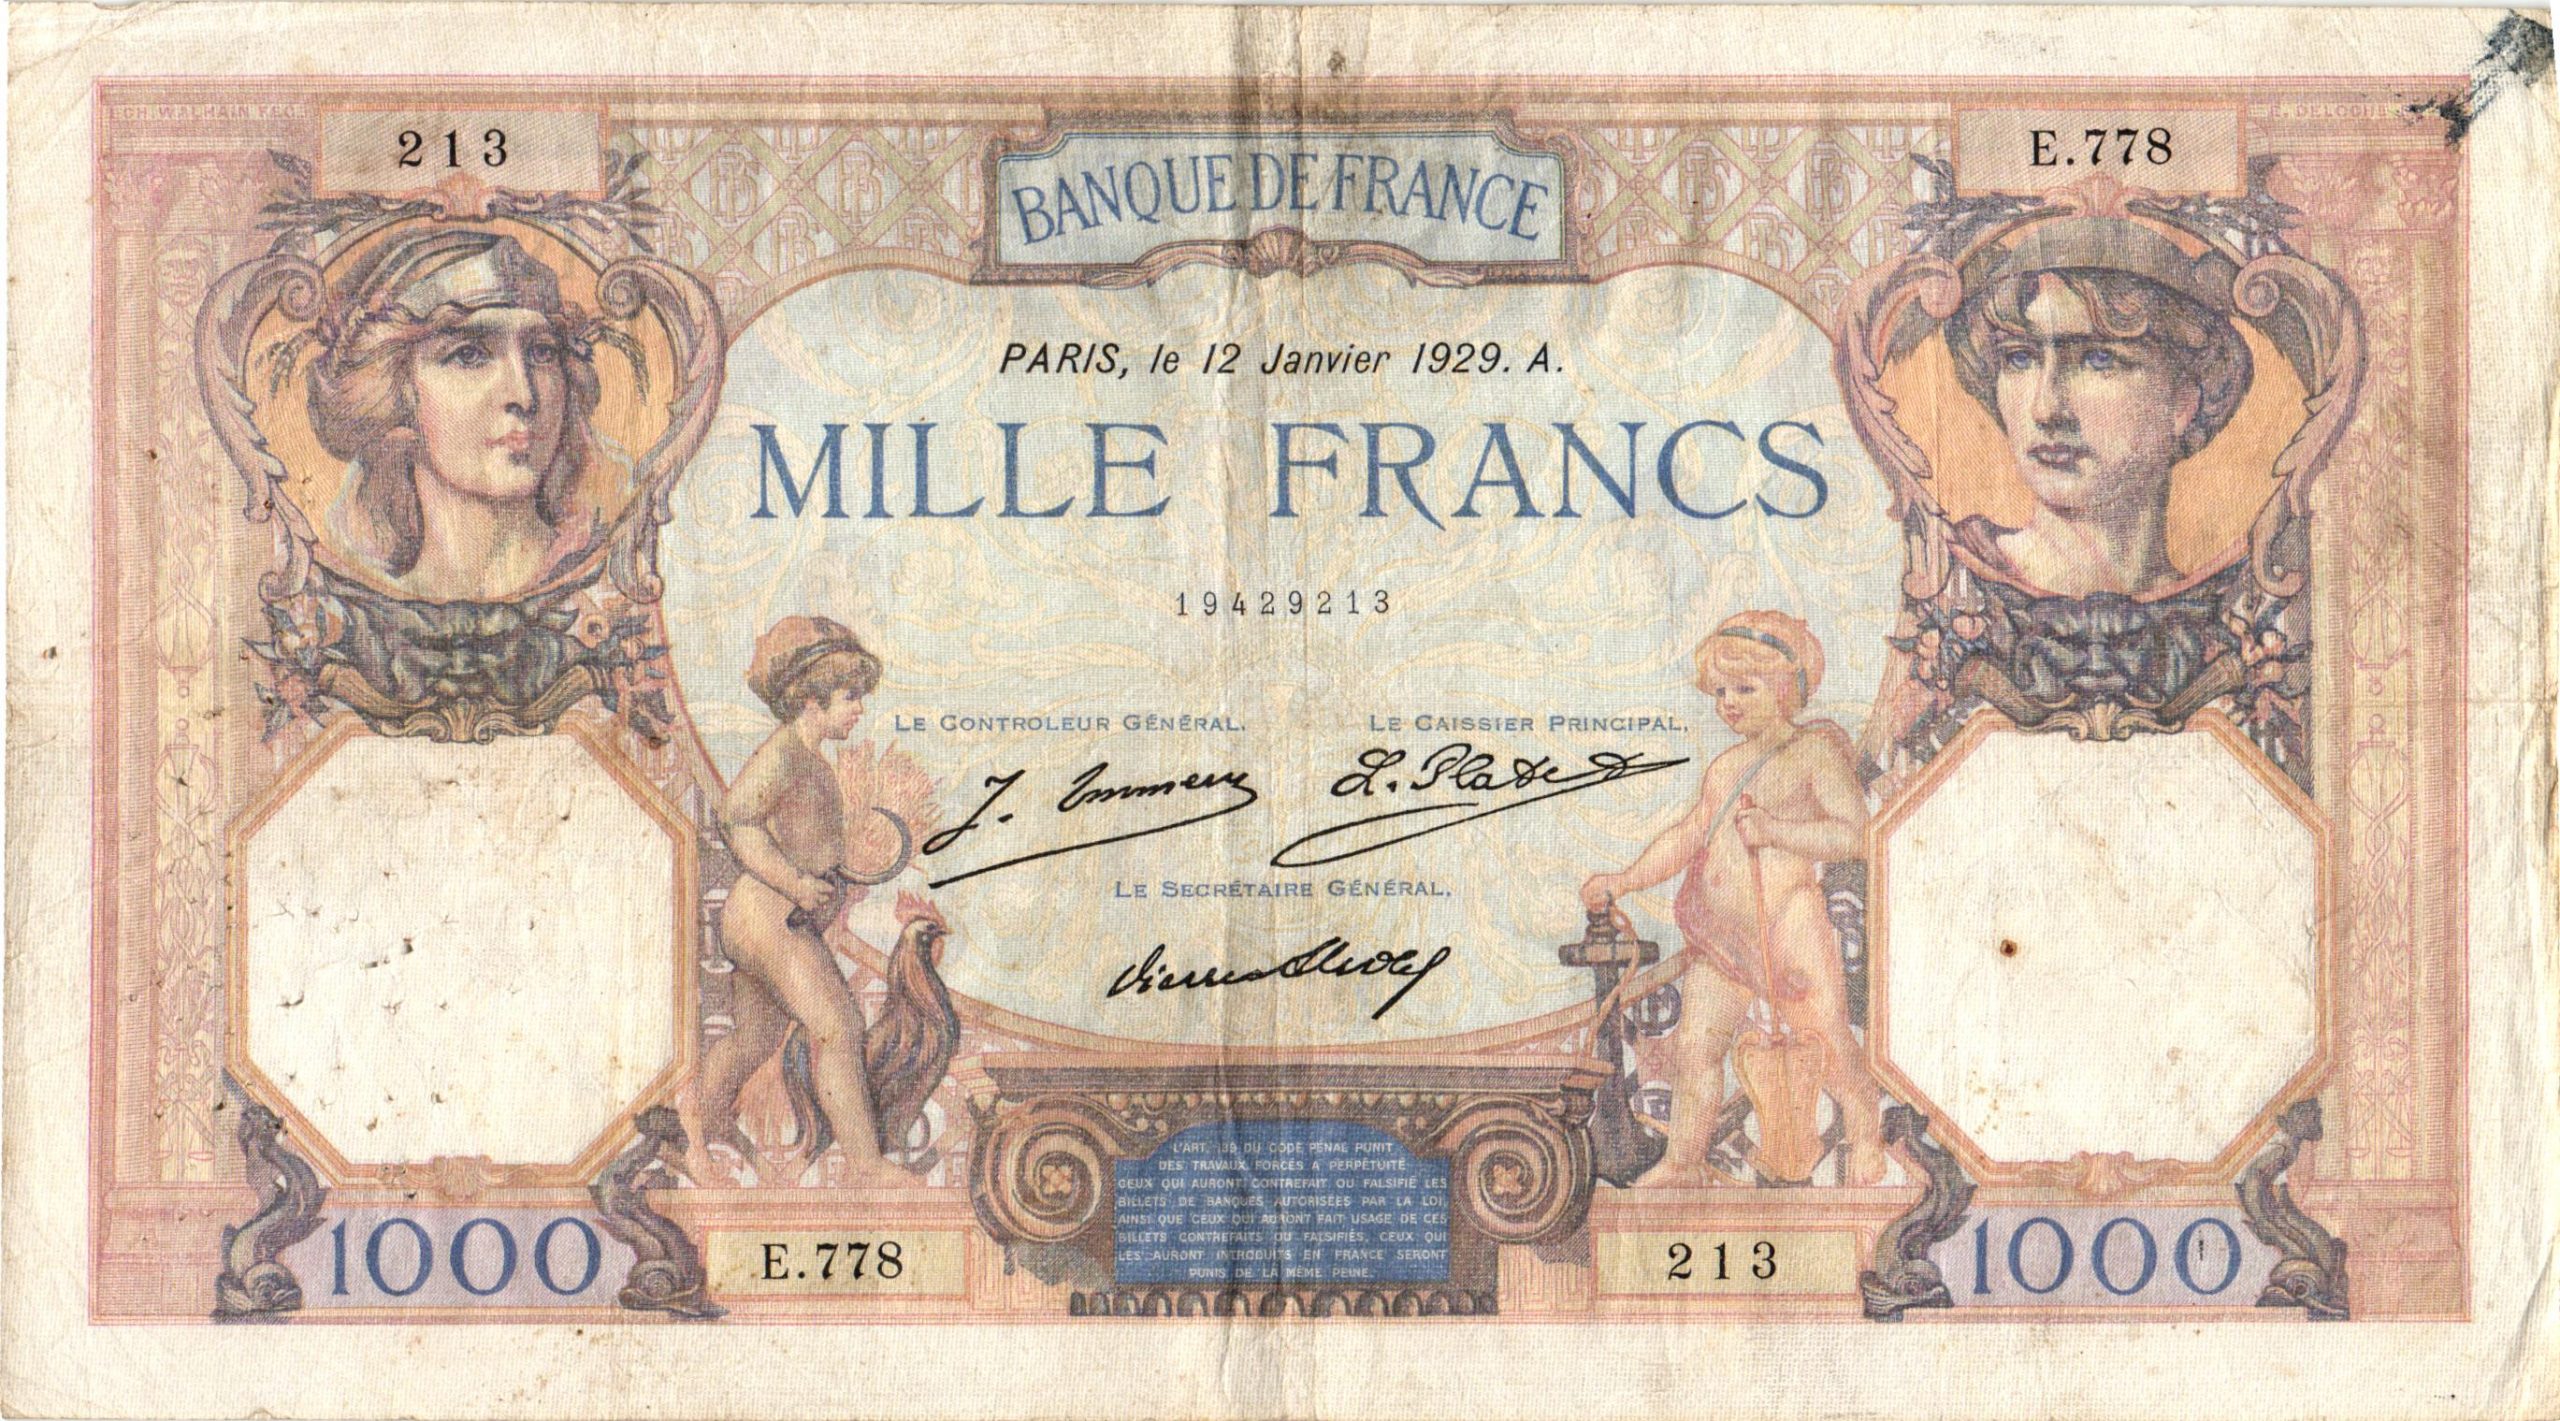 213
E.778
BANQUE DE FRANCE
PARIS, le 12 Janvier 1929. A.
MILLE FRANCS
19429213
LE CONTROLEUR GÉNÉRAL,
LE CAISSIER PRINCIPAL,
L. Platet
LE SECRÉTAIRE GÉNÉRAL,
L'ART. 139 DU CODE PÉNAL PUNIT
DES TRAVAUX FORCÉS A PERPÉTUITÉ
CEUX QUI AURONT CONTREFAIT OU FALSIFIÉ LES
BILLETS DE BANQUES AUTORISÉES PAR LA LOI,
AINSI QUE CEUX QUI AURONT FAIT USAGE DE CES
BILLETS CONTREFAITS OU FALSIFIÉS, CEUX QUI
LES AURONT INTRODUITS EN FRANCE SERONT
PUNIS DE LA MÊME PEINE.
1000
E.778
213
1000